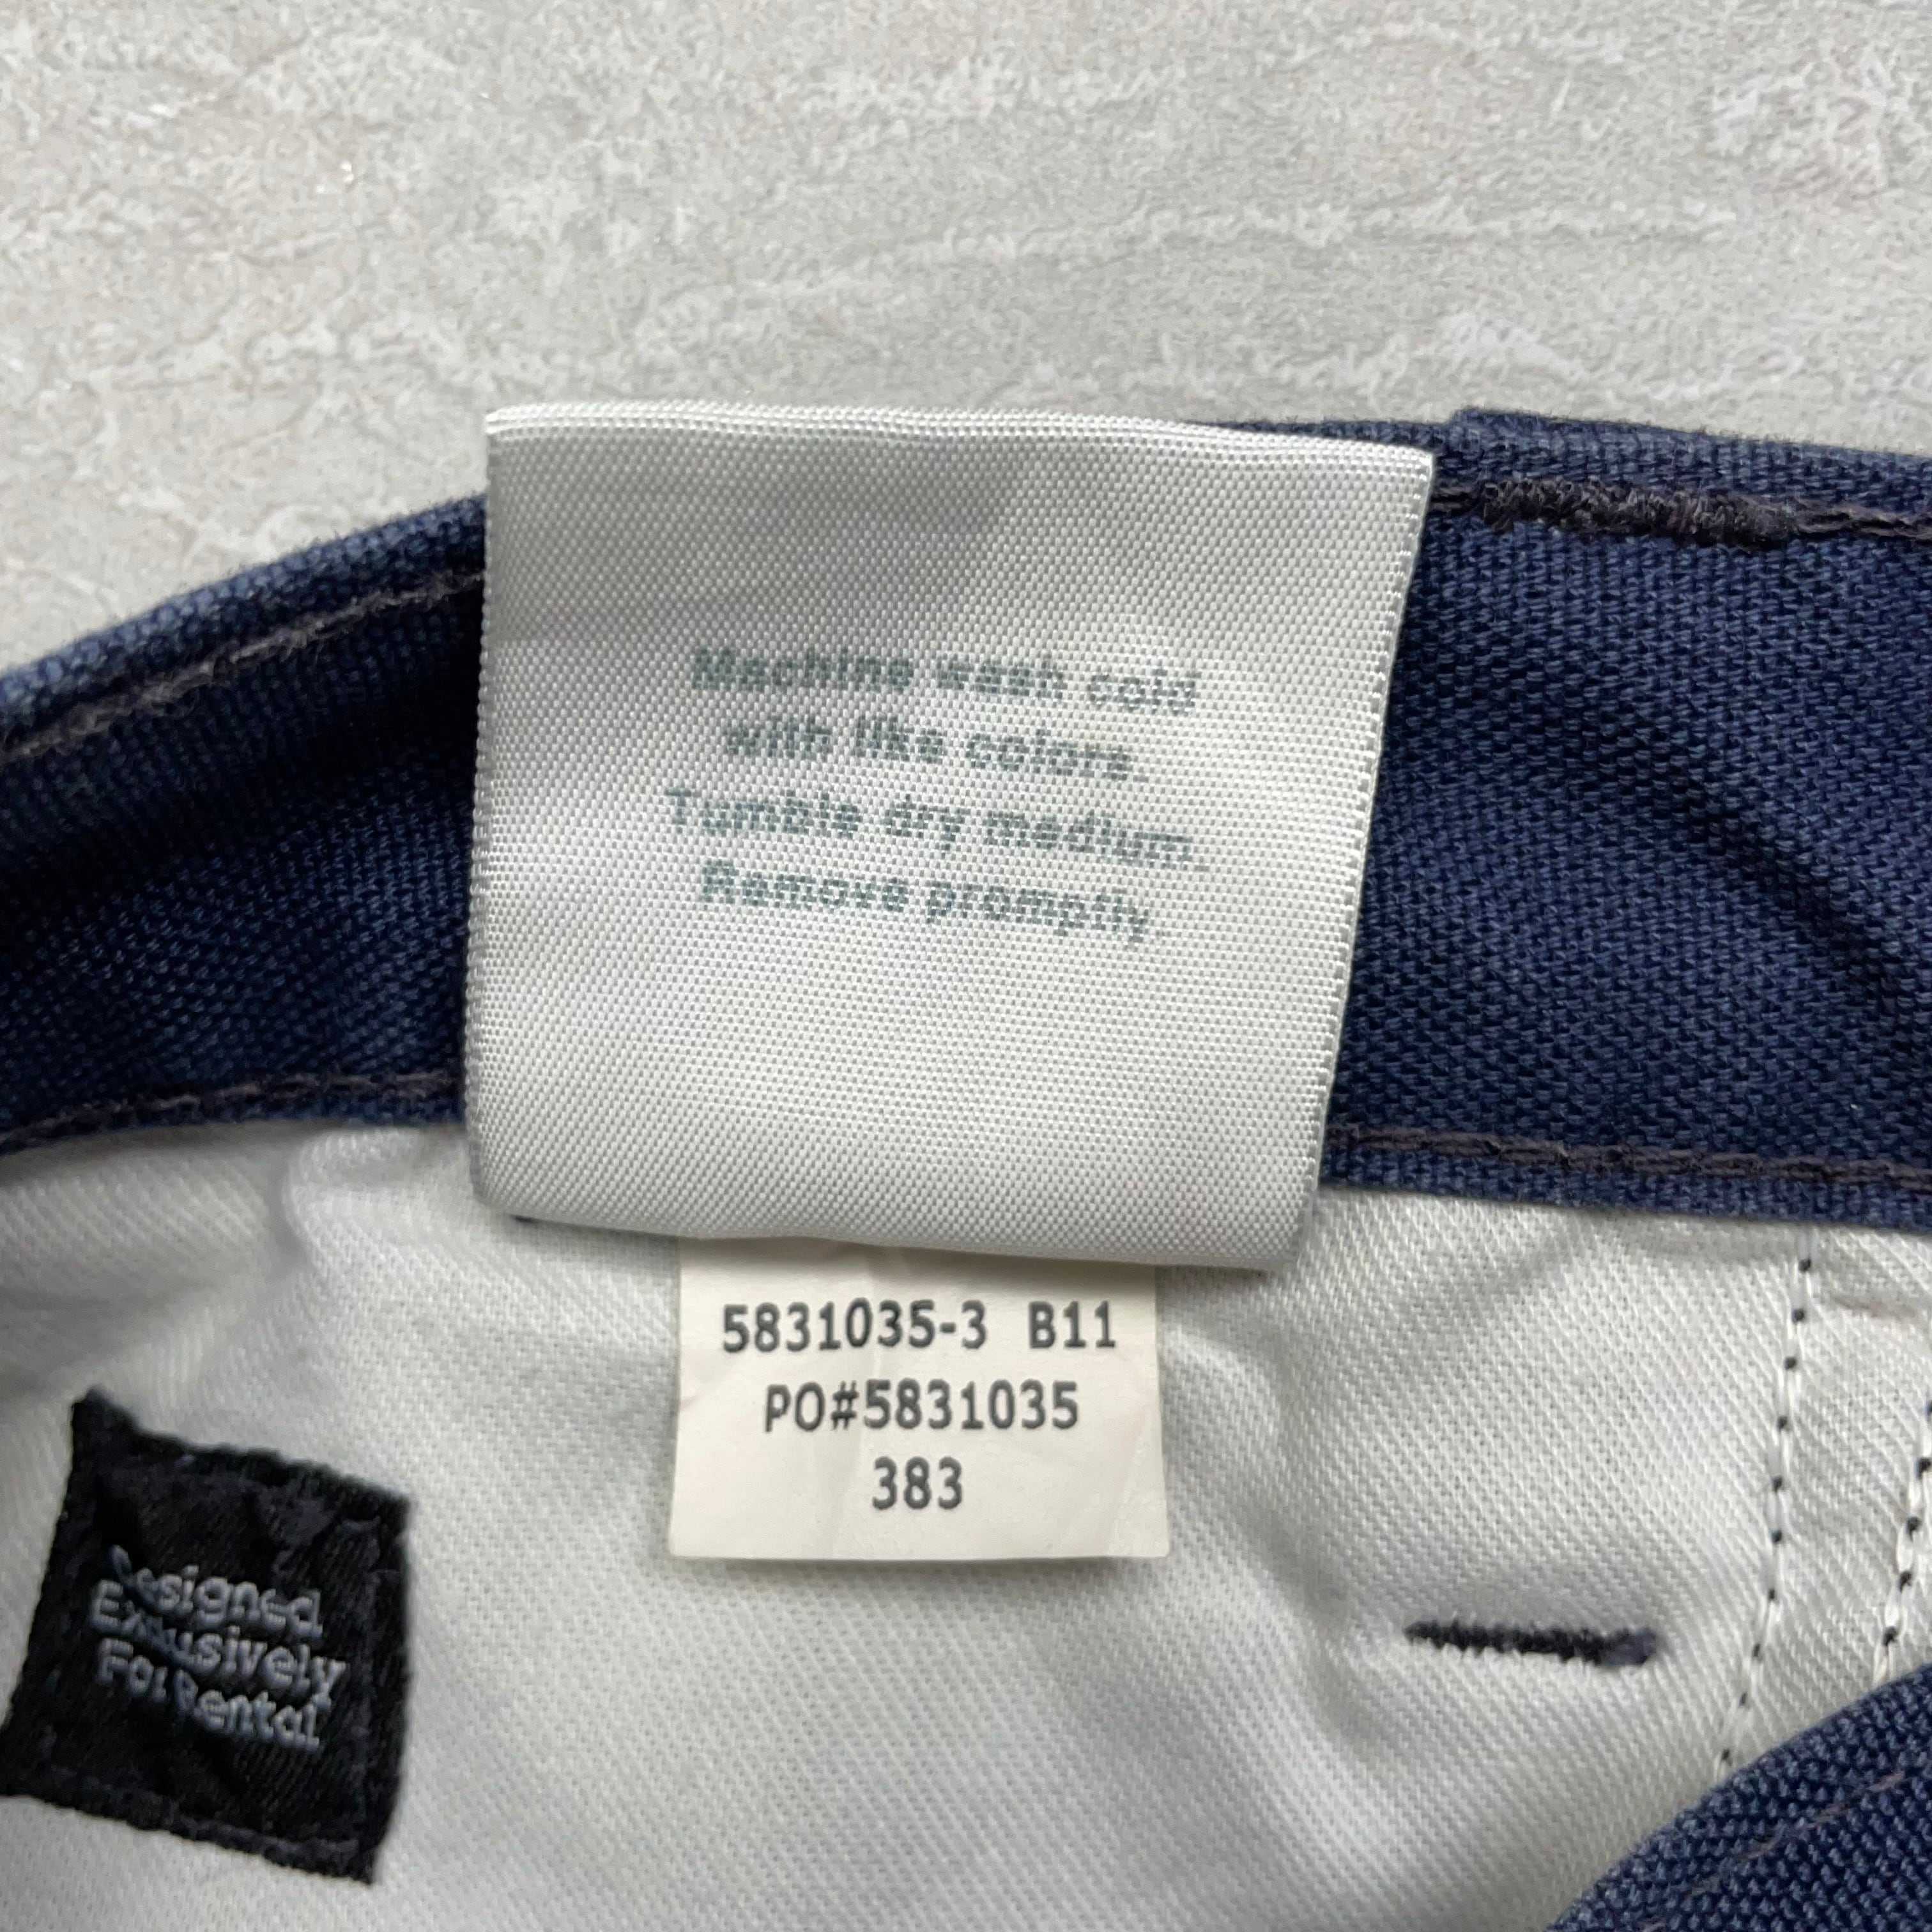 Machine wash cold
with like colors.
Tumble dry medium.
Remove promptly.
5831035-3 B11
PO#5831035
383
Designed
Exclusively
For Rental